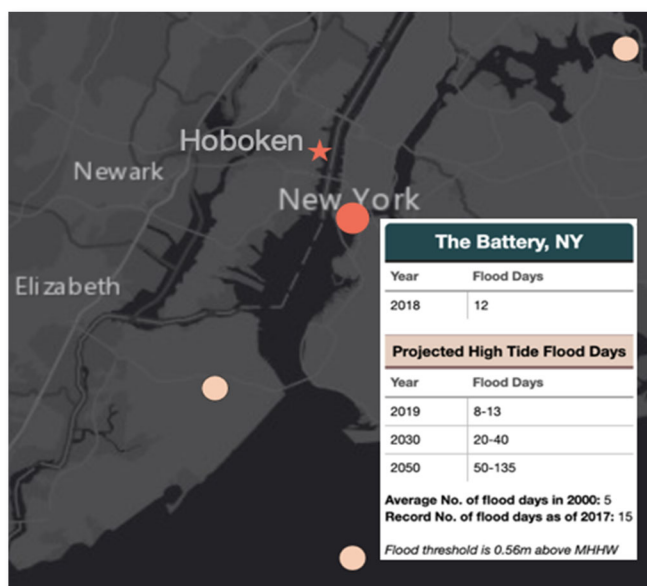 Hoboken
Newark
New York
Elizabeth
The Battery, NY
Year Flood Days
2018 12
Projected High Tide Flood Days
Year Flood Days
2019 8-13
2030 20-40
2050 50-135
Average No. of flood days in 2000: 5
Record No. of flood days as of 2017: 15
Flood threshold is 0.56m above MHHW